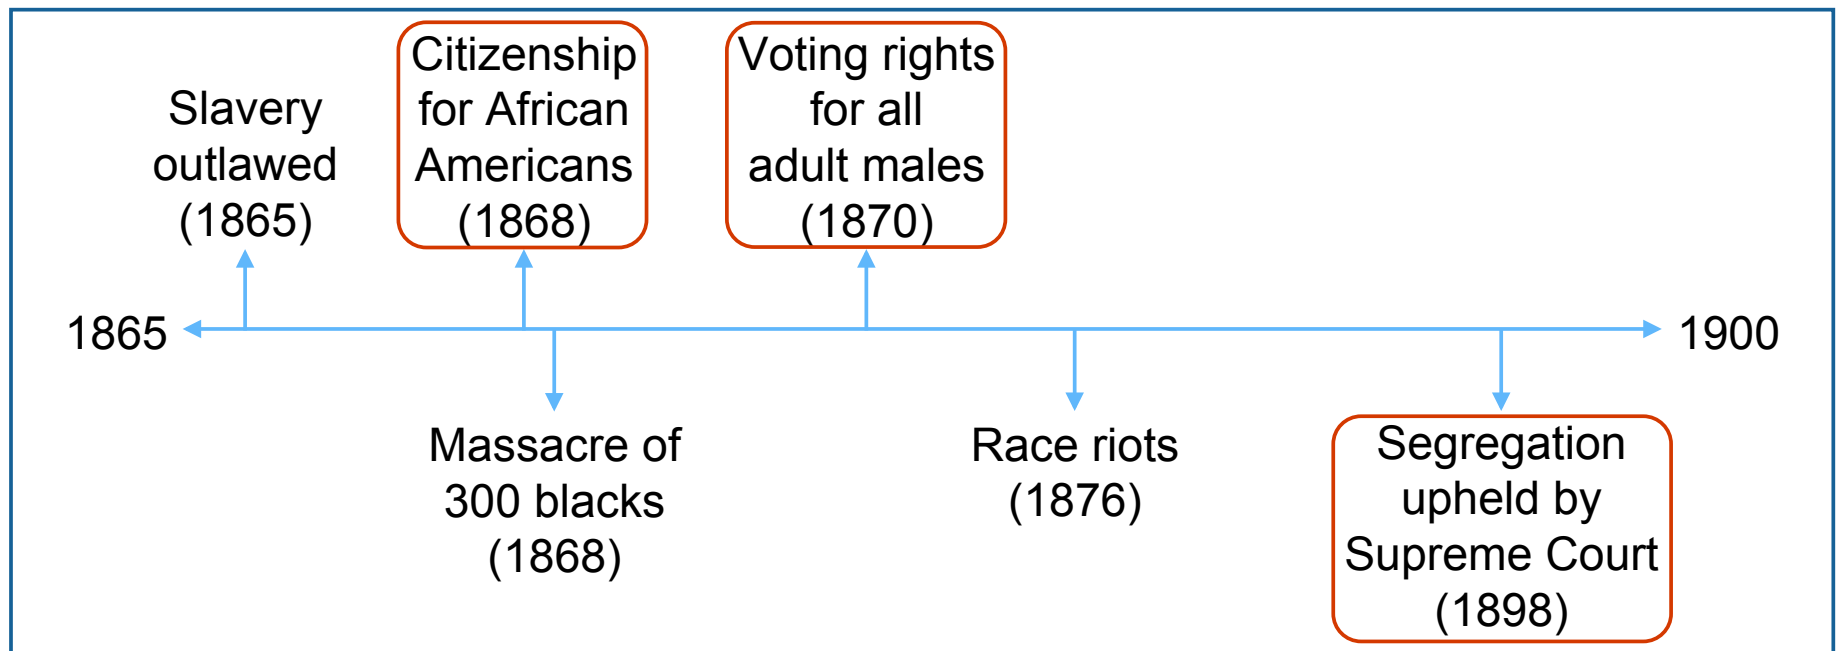 Slavery
outlawed
(1865)
Citizenship
for African
Americans
(1868)
Voting rights
for all
adult males
(1870)
1865
1900
Massacre of
300 blacks
(1868)
Race riots
(1876)
Segregation
upheld by
Supreme Court
(1898)